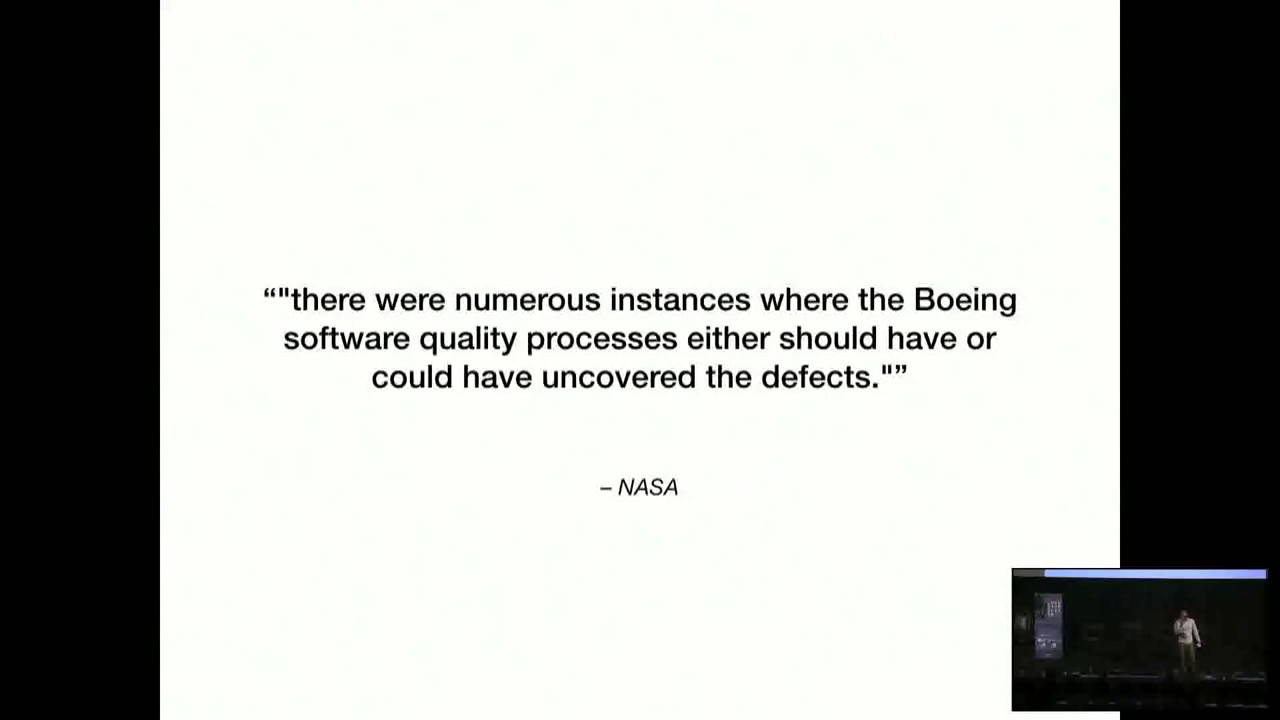 “"there were numerous instances where the Boeing
software quality processes either should have or
could have uncovered the defects."”
– NASA